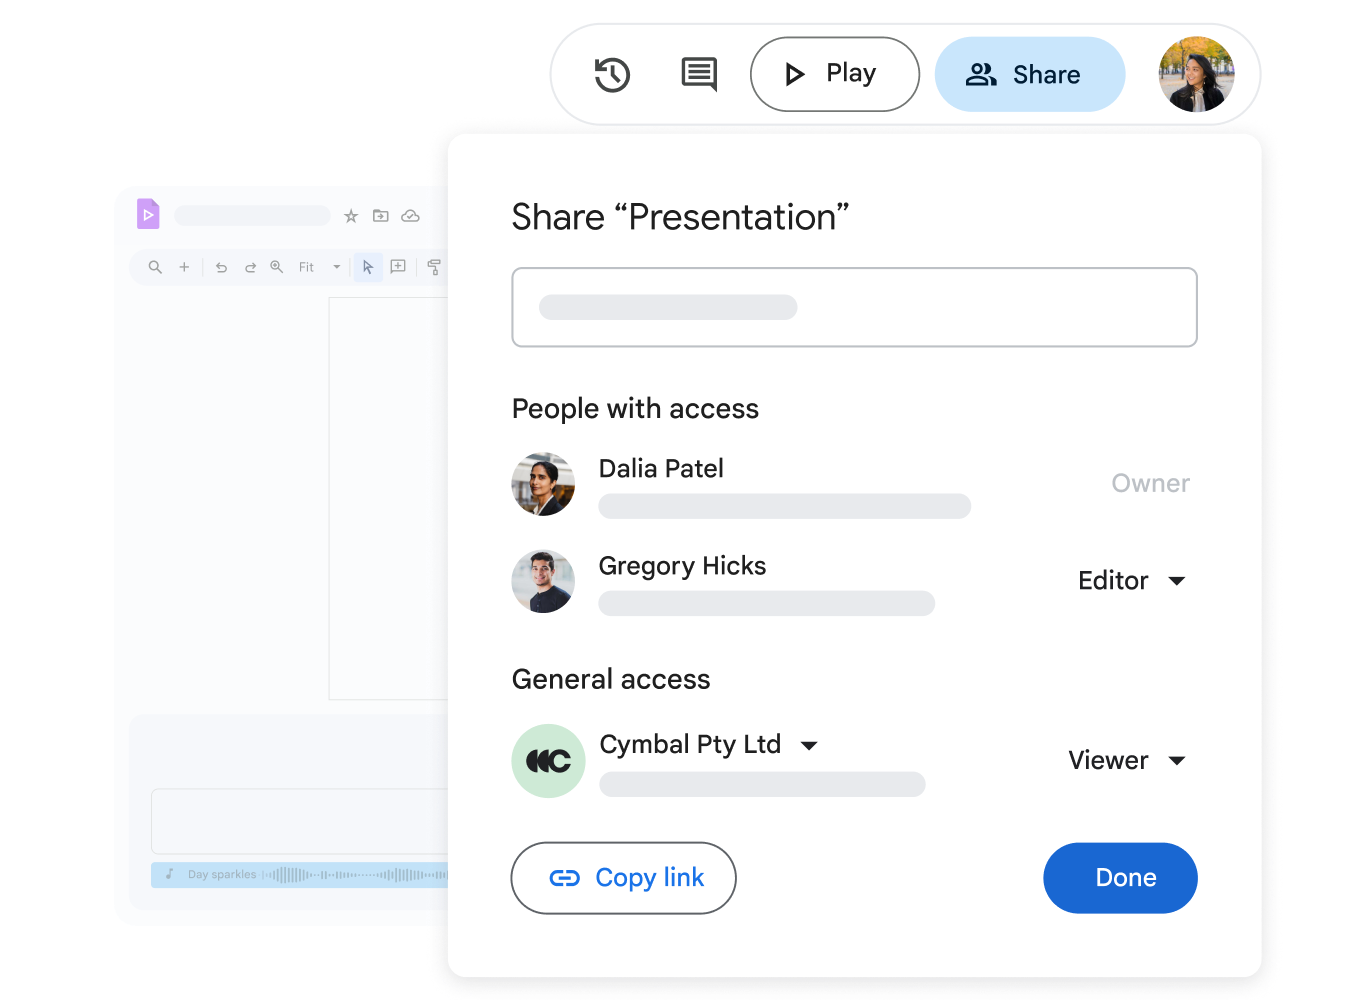 Play
Share
Share “Presentation”
Fit
People with access
Dalia Patel
Owner
Gregory Hicks
Editor
General access
Cymbal Pty Ltd
Viewer
Day sparkles
Copy link
Done